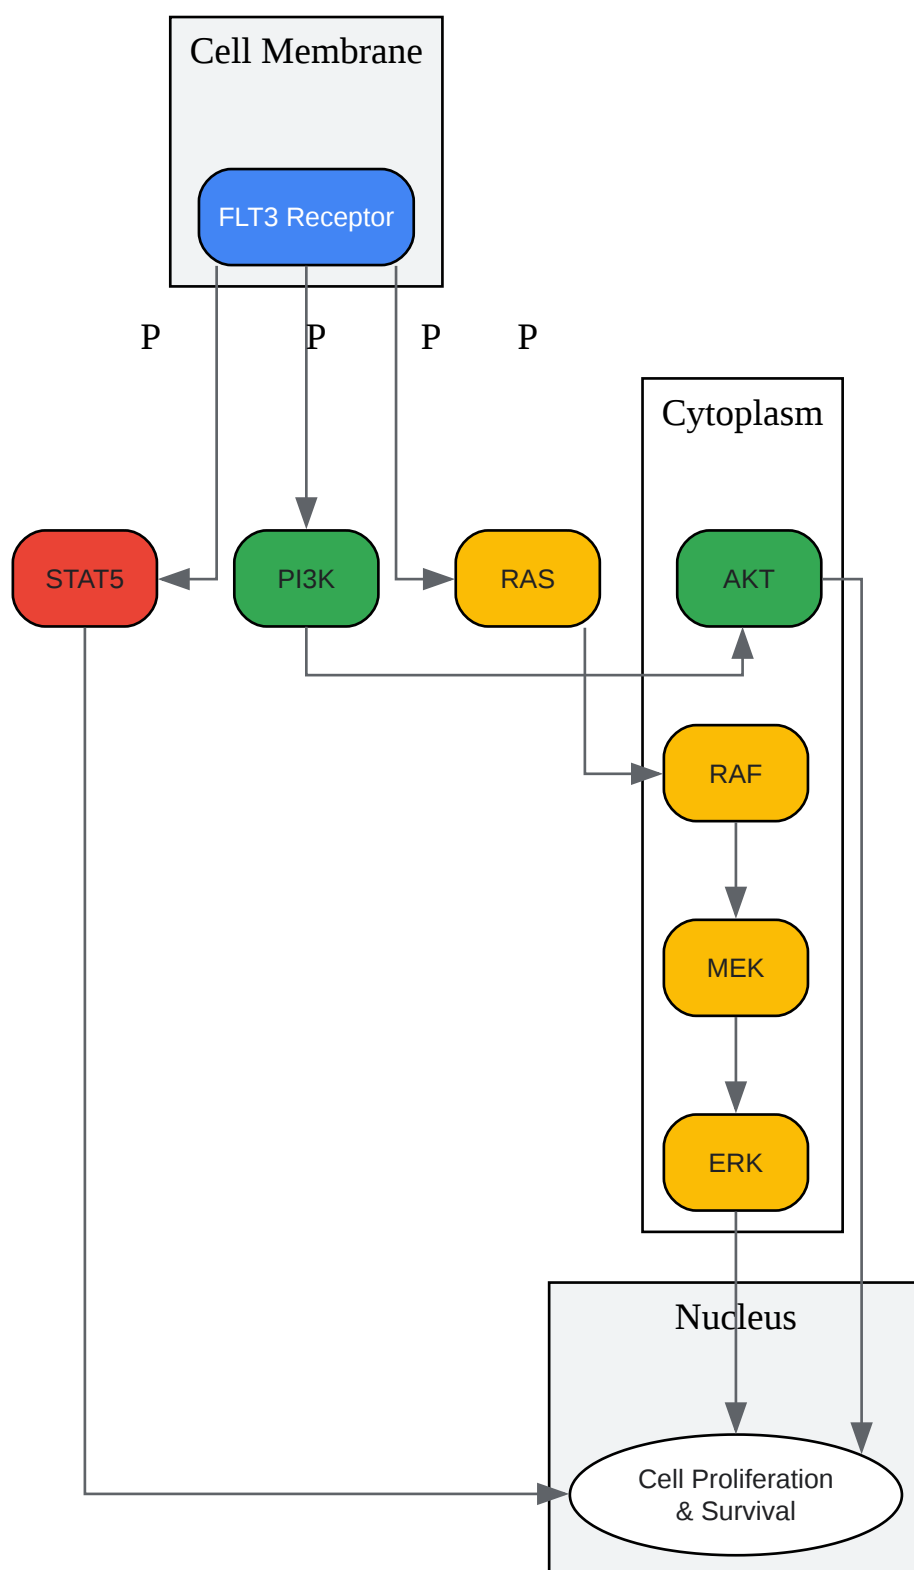 Cell Membrane
FLT3 Receptor
P P P P
Cytoplasm
STAT5 PI3K RAS AKT
RAF
MEK
ERK
Nucleus
Cell Proliferation
& Survival